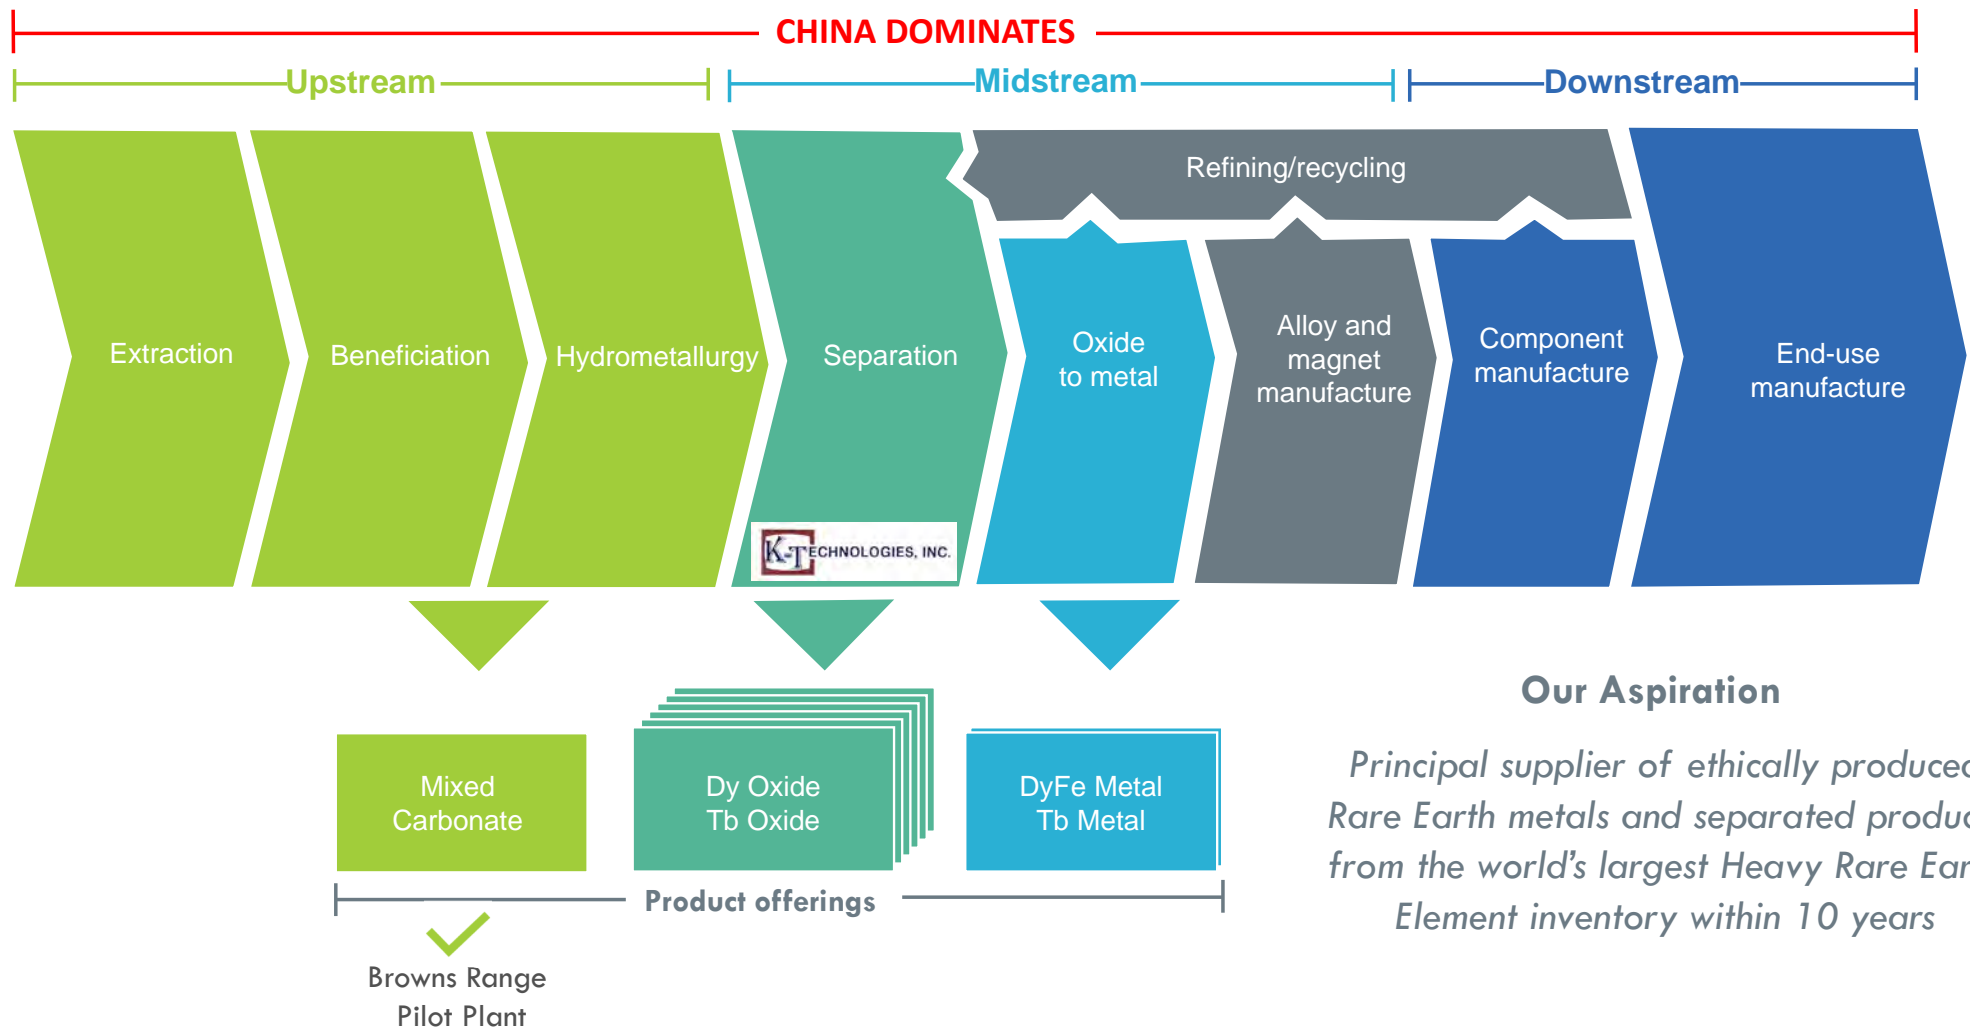 CHINA DOMINATES
Upstream
Midstream
Downstream
Refining/recycling
Extraction
Beneficiation
Hydrometallurgy
Separation
Oxide
to metal
Alloy and
magnet
manufacture
Component
manufacture
End-use
manufacture
K-TECHNOLOGIES, INC.
Mixed
Carbonate
Dy Oxide
Tb Oxide
DyFe Metal
Tb Metal
Product offerings
Browns Range
Pilot Plant
Our Aspiration
Principal supplier of ethically produced
Rare Earth metals and separated produc
from the world's largest Heavy Rare Ear
Element inventory within 10 years